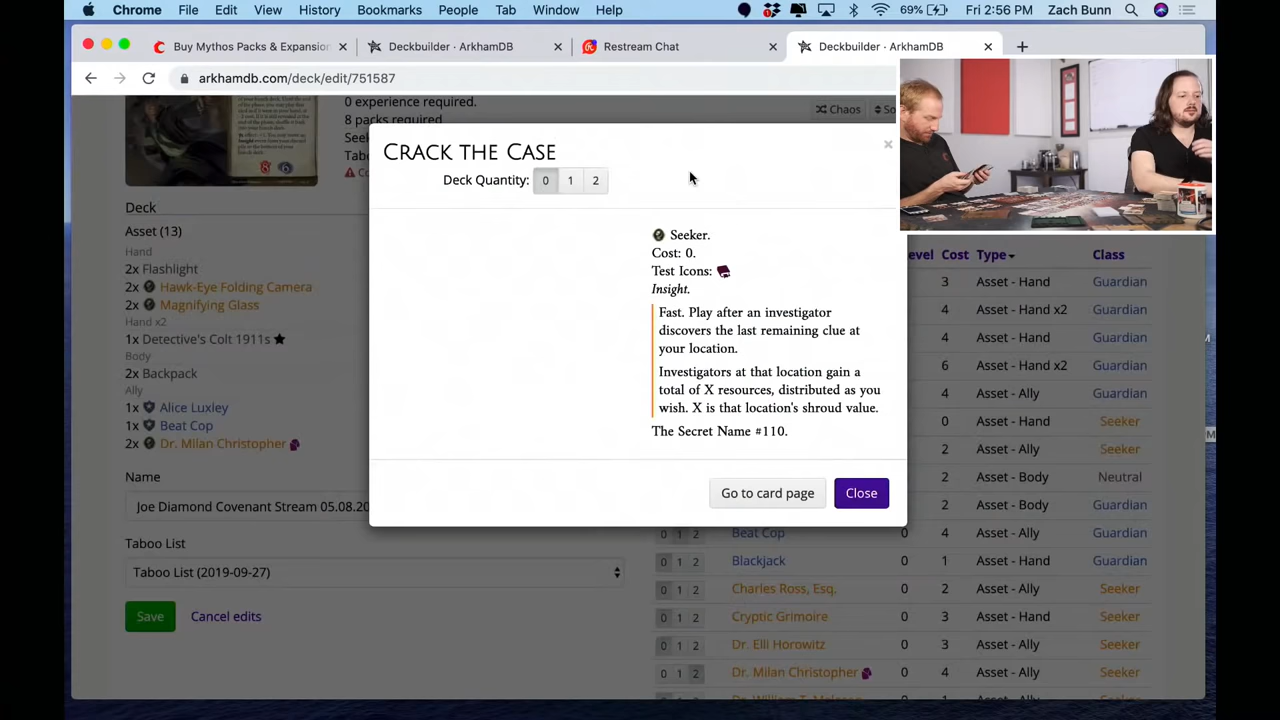 Chrome File Edit View History Bookmarks People Tab Window Help 69% Fri 2:56 PM Zach Bunn
Buy Mythos Packs & Expansion
Deckbuilder · ArkhamDB
Restream Chat
Deckbuilder · ArkhamDB
arkhamdb.com/deck/edit/751587
0 experience required.
8 packs required
Chaos
Deck
Asset (13)
Hand
2x Flashlight
2x Hawk-Eye Folding Camera
2x Magnifying Glass
Hand x2
1x Detective's Colt 1911s
Body
2x Backpack
Ally
1x Alice Luxley
1x Beat Cop
2x Dr. Milan Christopher
Name
Joe Diamond Covenant Stream 05.08.20
Taboo List
Taboo List (2019-09-27)
Save Cancel edits
Crack the Case
Deck Quantity: 0 1 2
Seeker.
Cost: 0.
Test Icons:
Insight.
Fast. Play after an investigator
discovers the last remaining clue at
your location.
Investigators at that location gain a
total of X resources, distributed as you
wish. X is that location's shroud value.
The Secret Name #110.
Go to card page Close
Cost Type Class
3 Asset - Hand Guardian
4 Asset - Hand x2 Guardian
4 Asset - Hand Guardian
6 Asset - Hand x2 Guardian
4 Asset - Ally Guardian
0 Asset - Hand Seeker
2 Asset - Ally Seeker
2 Asset - Body Neutral
2 Asset - Body Guardian
0 1 2 Beat Cop 0 4 Asset - Ally Guardian
0 1 2 Blackjack 0 1 Asset - Hand Guardian
0 1 2 Charles Ross, Esq. 0 2 Asset - Ally Seeker
0 1 2 Cryptic Grimoire 0 3 Asset - Hand Seeker
0 1 2 Dr. Elli Horowitz 0 3 Asset - Ally Seeker
0 1 2 Dr. Milan Christopher 0 4 Asset - Ally Seeker